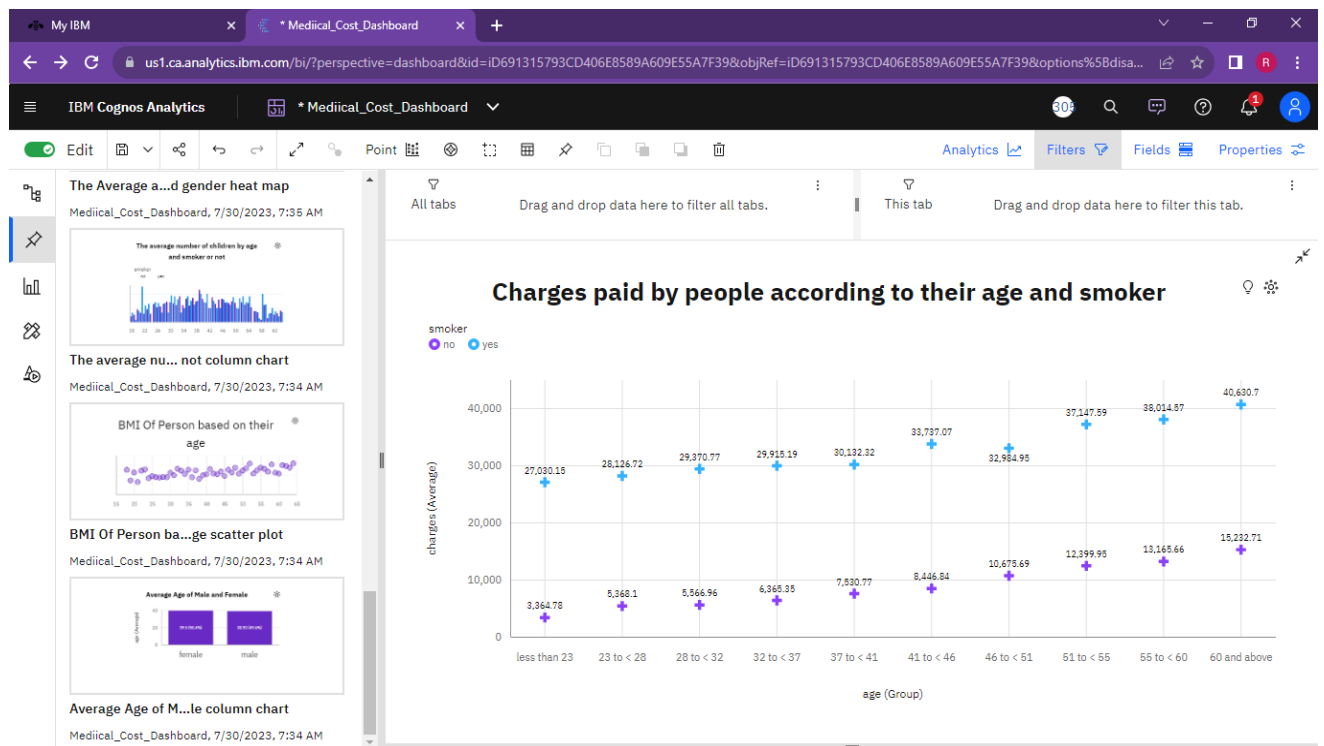 My IBM
* Mediical_Cost_Dashboard
us1.ca.analytics.ibm.com/bi/?perspective=dashboard&id=iD691315793CD406E8589A609E55A7F39&objRef=iD691315793CD406E8589A609E55A7F39&options%5Bdisa...
R
IBM Cognos Analytics
* Mediical_Cost_Dashboard
305
1
Edit
Point
Analytics
Filters
Fields
Properties
The Average a...d gender heat map
Mediical_Cost_Dashboard, 7/30/2023, 7:35 AM
The average number of children by age
and smoker or not
smoker
The average nu... not column chart
Mediical_Cost_Dashboard, 7/30/2023, 7:34 AM
BMI Of Person based on their
age
BMI Of Person ba...ge scatter plot
Mediical_Cost_Dashboard, 7/30/2023, 7:34 AM
Average Age of Male and Female
age (Average)
40
20
0
female male
Average Age of M...le column chart
Mediical_Cost_Dashboard, 7/30/2023, 7:34 AM
All tabs
Drag and drop data here to filter all tabs.
This tab
Drag and drop data here to filter this tab.
Charges paid by people according to their age and smoker
smoker
no yes
charges (Average)
40,000
30,000
20,000
10,000
0
27,030.15
28,126.72
29,370.77
29,915.19
30,132.32
33,737.07
32,984.95
37,147.59
38,014.57
40,630.7
3,364.78
5,368.1
5,566.96
6,365.35
7,530.77
8,446.84
10,675.69
12,399.95
13,165.66
15,232.71
less than 23
23 to < 28
28 to < 32
32 to < 37
37 to < 41
41 to < 46
46 to < 51
51 to < 55
55 to < 60
60 and above
age (Group)